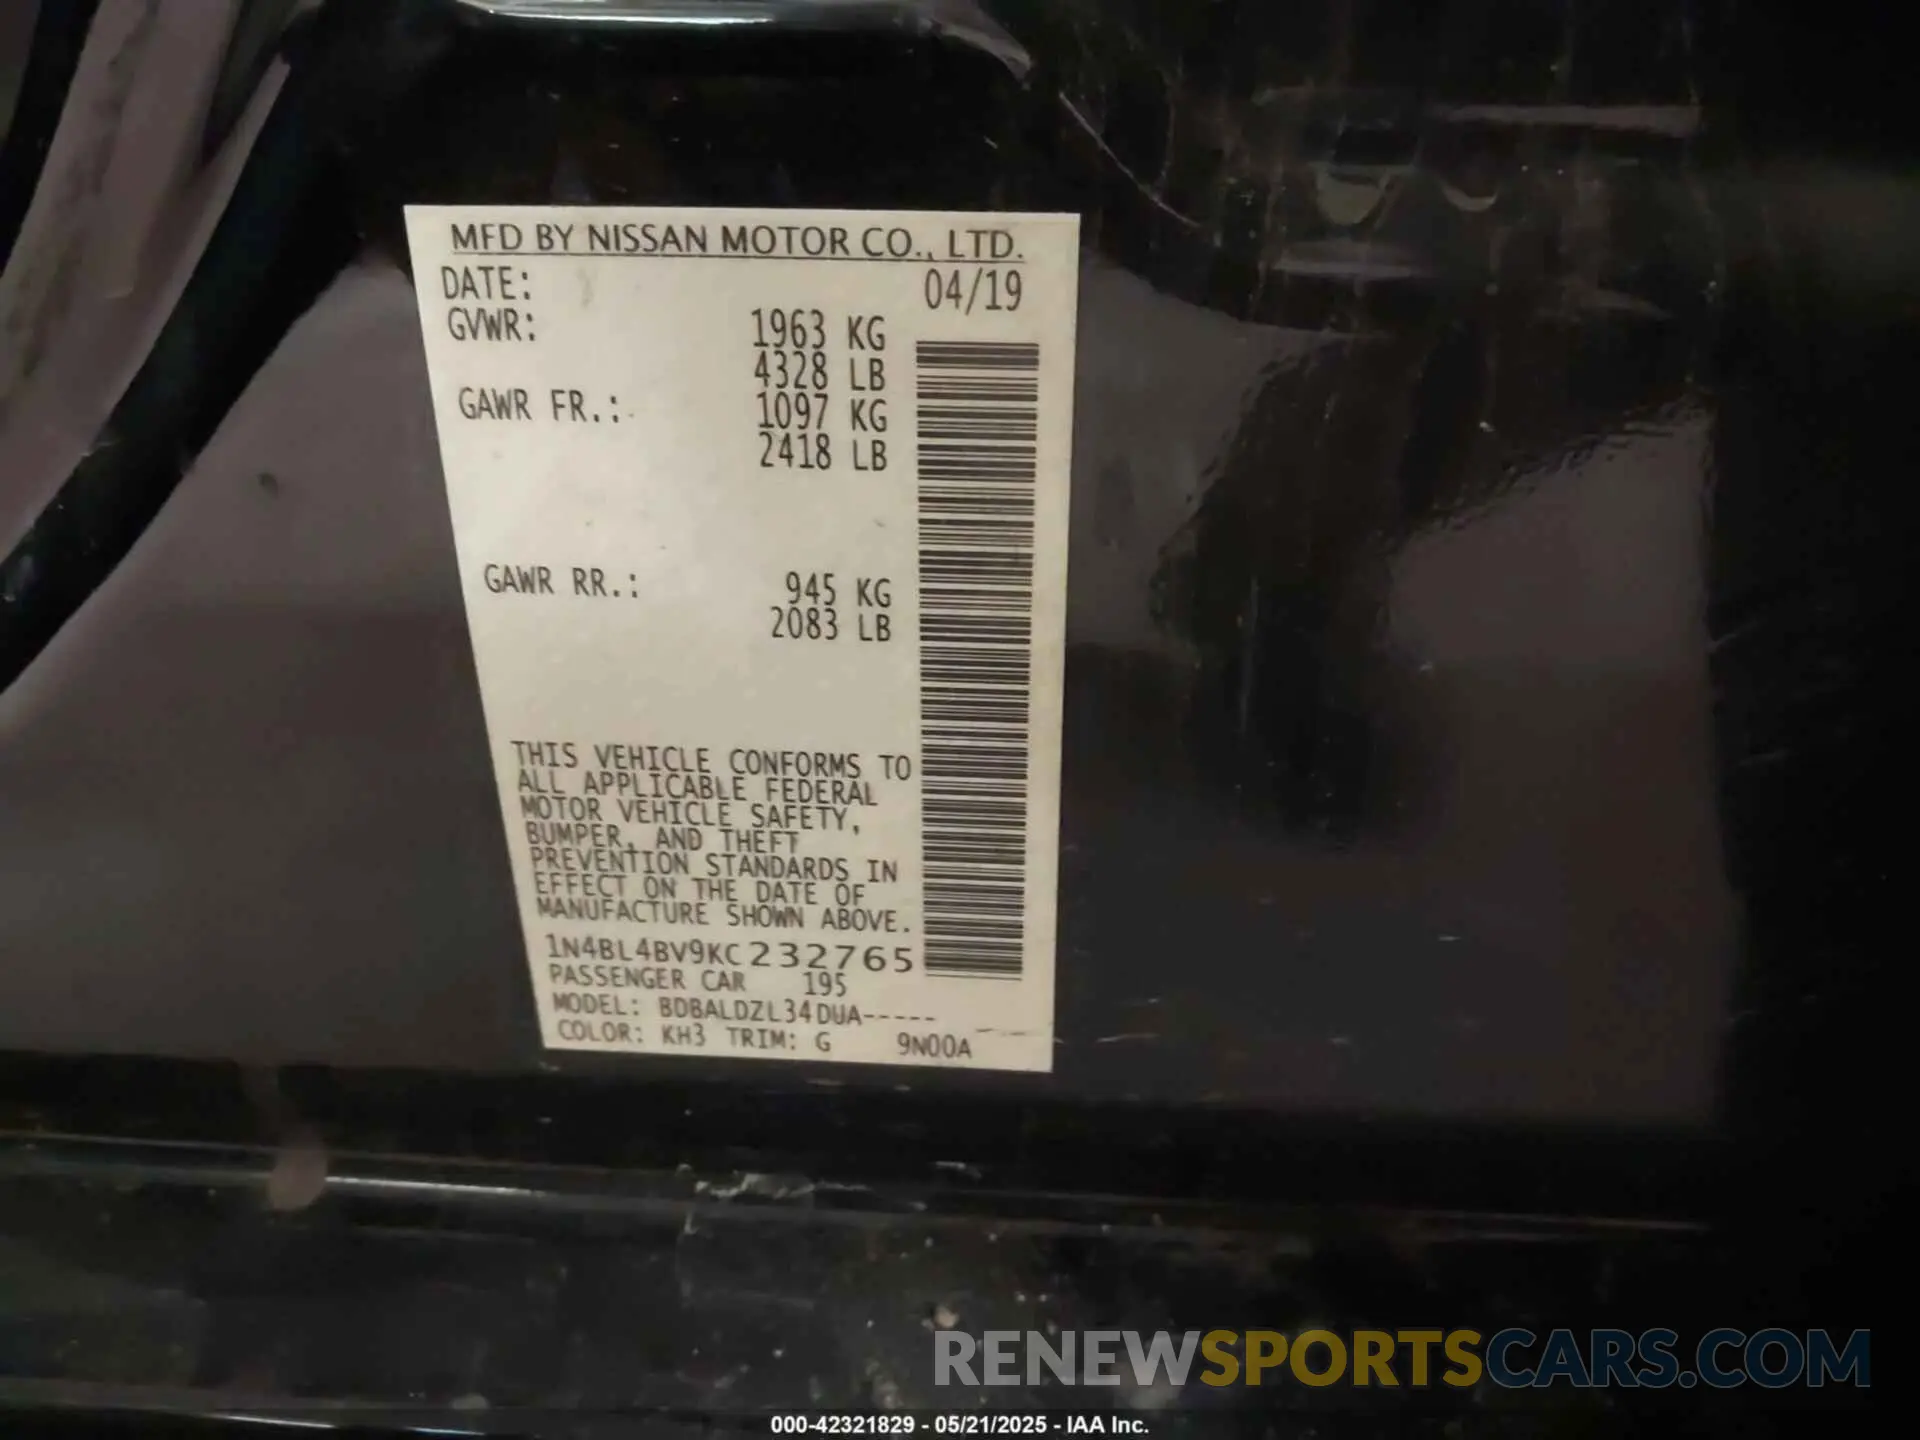 MFD BY NISSAN MOTOR CO., LTD.
DATE: 04/19
GVWR: 1963 KG
4328 LB
GAWR FR.: 1097 KG
2418 LB
GAWR RR.: 945 KG
2083 LB
THIS VEHICLE CONFORMS TO
ALL APPLICABLE FEDERAL
MOTOR VEHICLE SAFETY,
BUMPER, AND THEFT
PREVENTION STANDARDS IN
EFFECT ON THE DATE OF
MANUFACTURE SHOWN ABOVE.
1N4BL4BV9KC232765
PASSENGER CAR 195
MODEL: BDBALDZL34DUA-----
COLOR: KH3 TRIM: G 9N00A
RENEWSPORTSCARS.COM
000-42321829 - 05/21/2025 - IAA Inc.